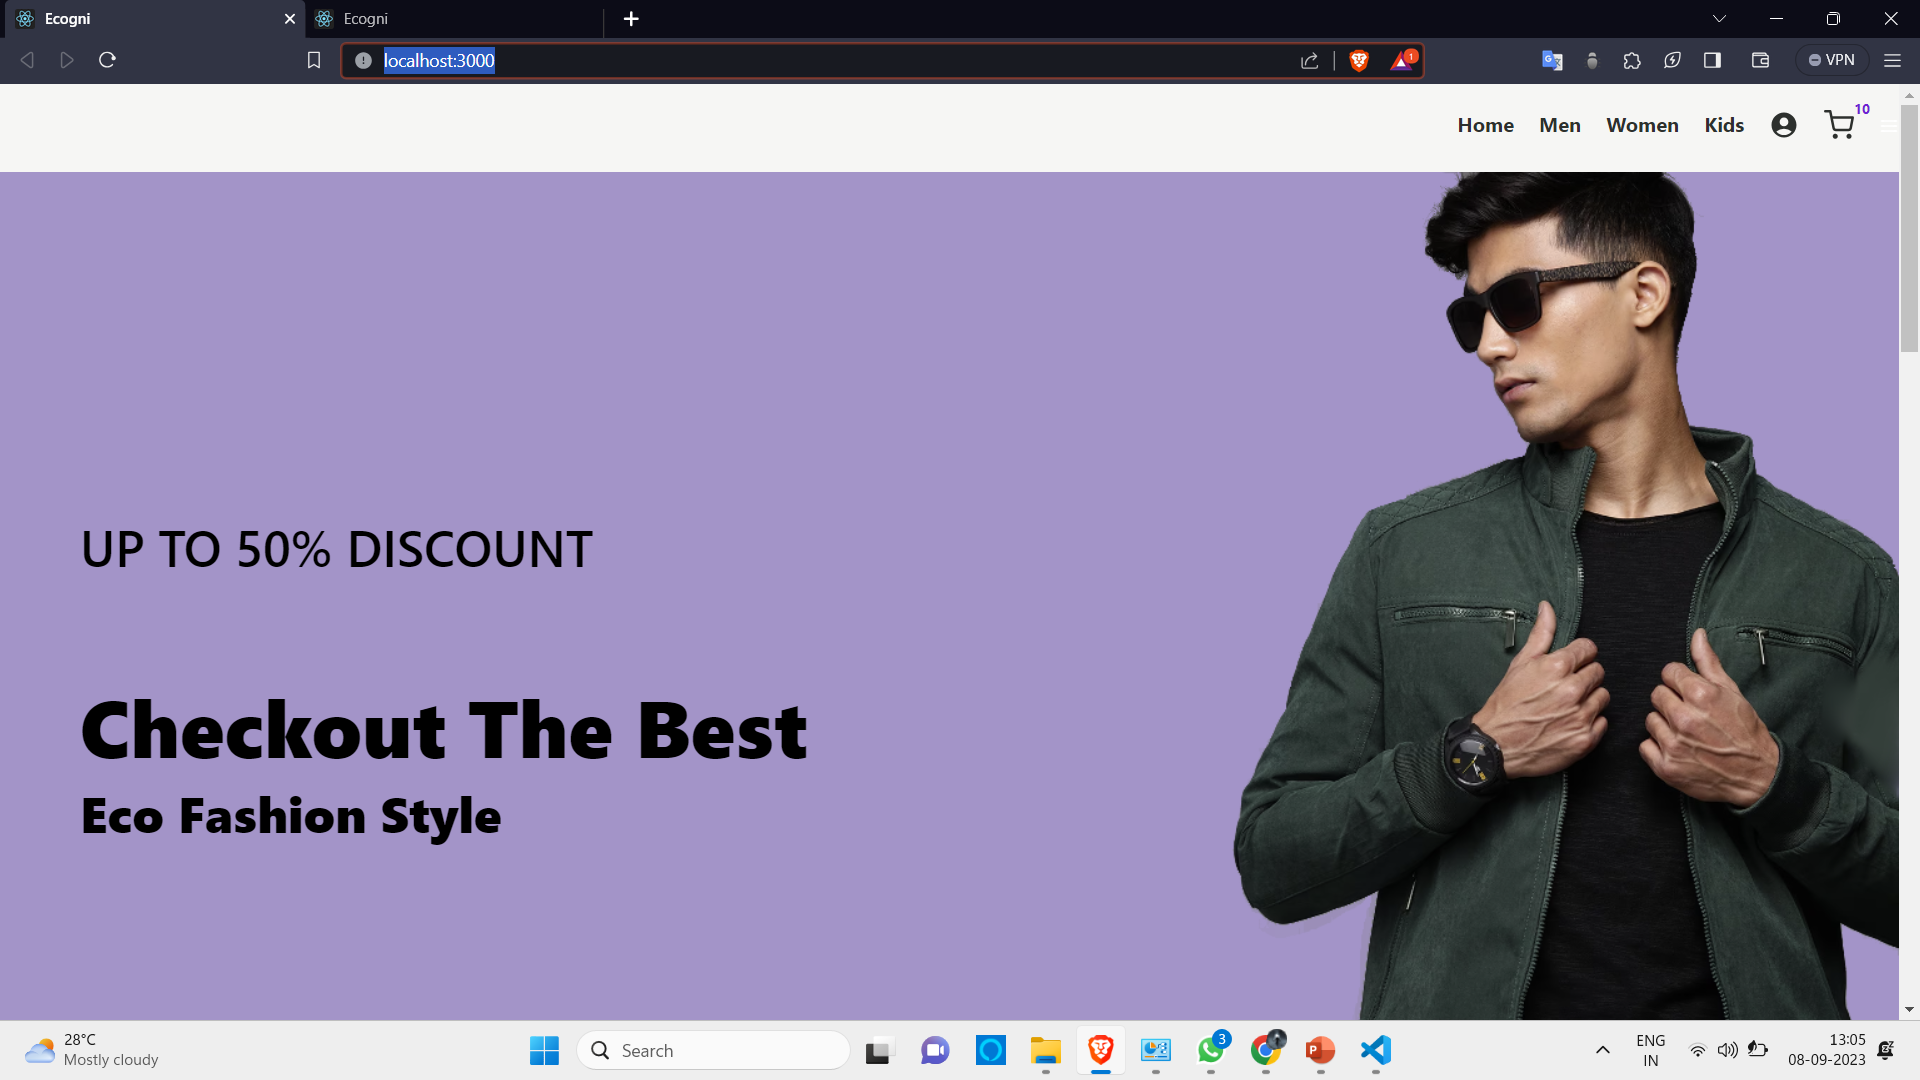 Ecogni
Ecogni
localhost:3000
1
VPN
Home Men Women Kids 10
UP TO 50% DISCOUNT
Checkout The Best
Eco Fashion Style
28°C
Mostly cloudy
Search
3
ENG
IN
13:05
08-09-2023